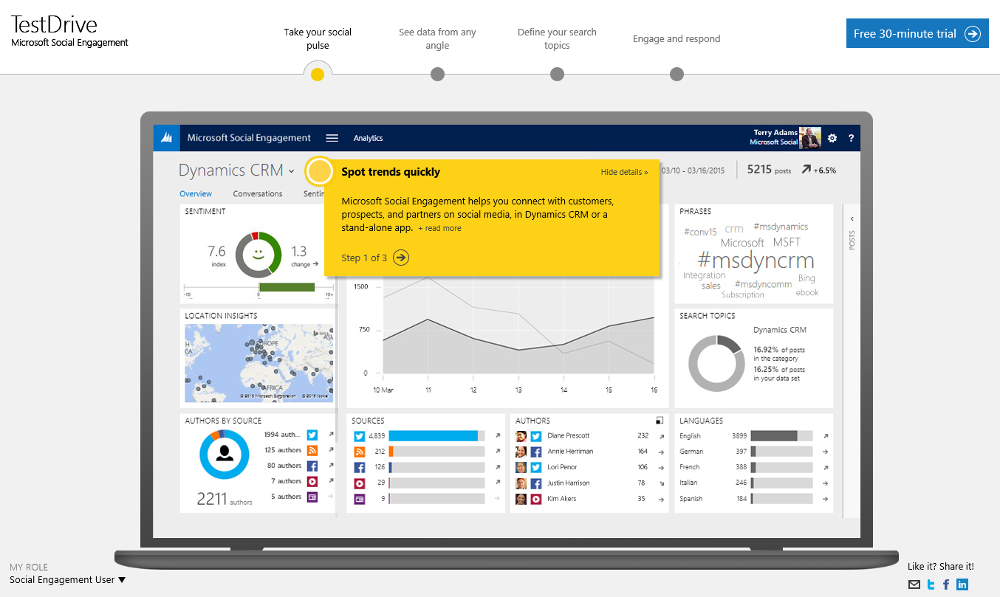 TestDrive
Microsoft Social Engagement
Take your social
pulse
See data from any
angle
Define your search
topics
Engage and respond
Free 30-minute trial
Microsoft Social Engagement
Analytics
Terry Adams
Microsoft Social
?
Dynamics CRM
Spot trends quickly
Hide details »
03/10 - 03/16/2015
5215 posts
+6.5%
Overview
Conversations
Microsoft Social Engagement helps you connect with customers,
prospects, and partners on social media, in Dynamics CRM or a
stand-alone app. + read more
Step 1 of 3
SENTIMENT
7.6
index
1.3
change
-10
0
10+
1500
750
0
10 Mar
11
12
13
14
15
16
PHRASES
#conv15
crm
#msdynamics
Microsoft
MSFT
#msdyncrm
Integration
Bing
sales
#msdyncomm
Subscription
ebook
POSTS
LOCATION INSIGHTS
AFRICA
© 2015 Microsoft Corporation
© 2015 Nokia
SEARCH TOPICS
Dynamics CRM
16.92% of posts
in the category
16.25% of posts
in your data set
AUTHORS BY SOURCE
1994 auth...
125 authors
80 authors
7 authors
5 authors
2211 authors
SOURCES
4,839
212
126
29
9
AUTHORS
Diane Prescott 232
Annie Herriman 164
Lori Penor 106
Justin Harrison 78
Kim Akers 35
LANGUAGES
English 3899
German 397
French 388
Italian 246
Spanish 184
MY ROLE
Social Engagement User
Like it? Share it!